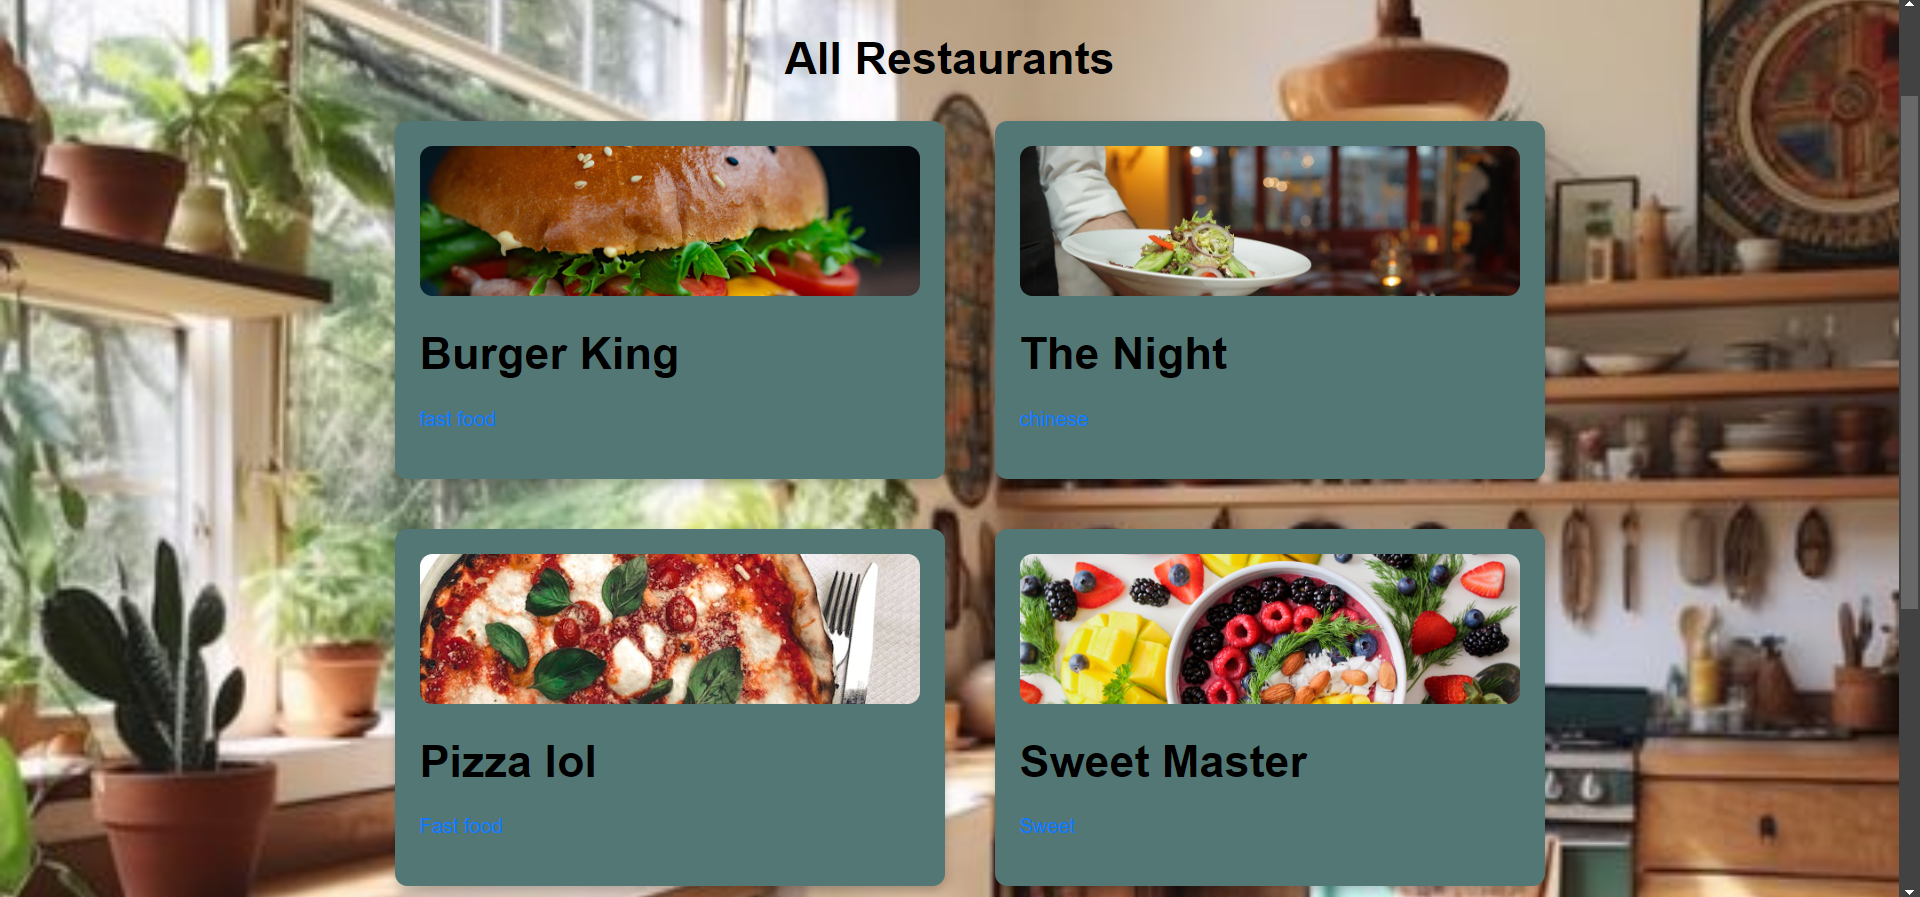 All Restaurants
Burger King
fast food
The Night
chinese
Pizza lol
Fast food
Sweet Master
Sweet